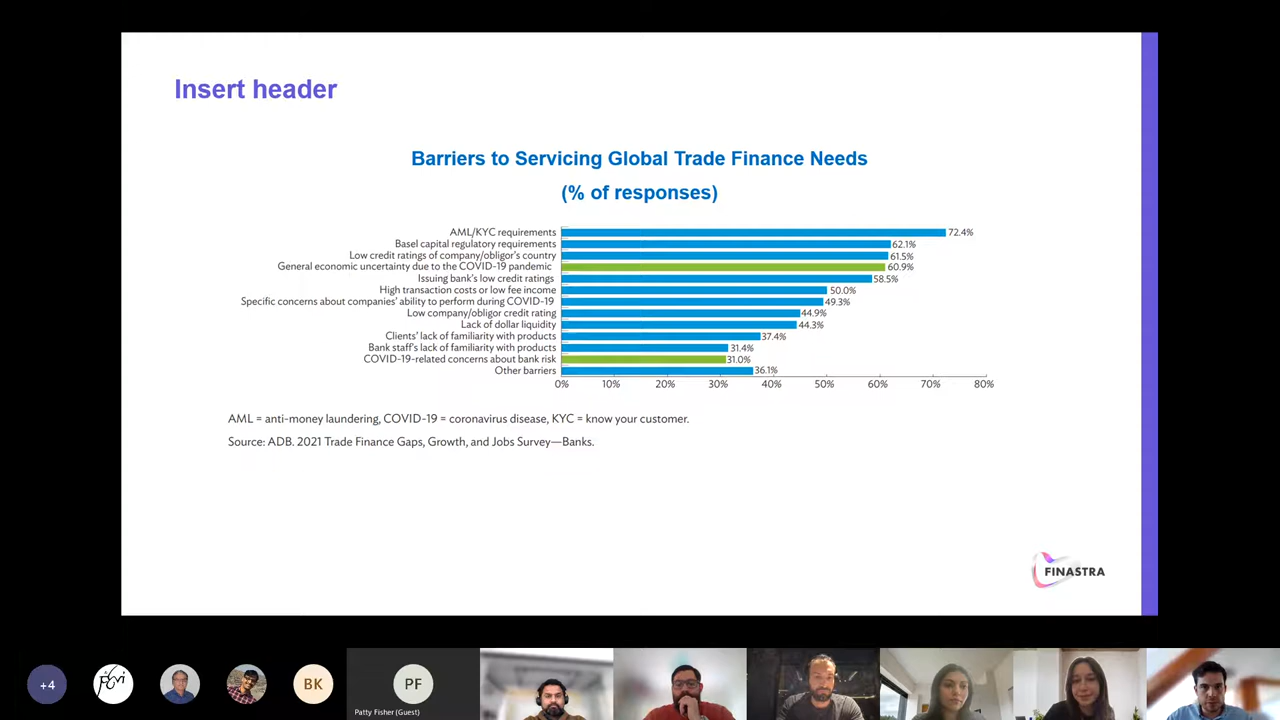 Insert header
Barriers to Servicing Global Trade Finance Needs
(% of responses)
AML/KYC requirements 72.4%
Basel capital regulatory requirements 62.1%
Low credit ratings of company/obligor's country 61.5%
General economic uncertainty due to the COVID-19 pandemic 60.9%
Issuing bank's low credit ratings 58.5%
High transaction costs or low fee income 50.0%
Specific concerns about companies' ability to perform during COVID-19 49.3%
Low company/obligor credit rating 44.9%
Lack of dollar liquidity 44.3%
Clients' lack of familiarity with products 37.4%
Bank staff's lack of familiarity with products 31.4%
COVID-19-related concerns about bank risk 31.0%
Other barriers 36.1%
0% 10% 20% 30% 40% 50% 60% 70% 80%
AML = anti-money laundering, COVID-19 = coronavirus disease, KYC = know your customer.
Source: ADB. 2021 Trade Finance Gaps, Growth, and Jobs Survey—Banks.
FINASTRA
+4 BK PF
Patty Fisher (Guest)